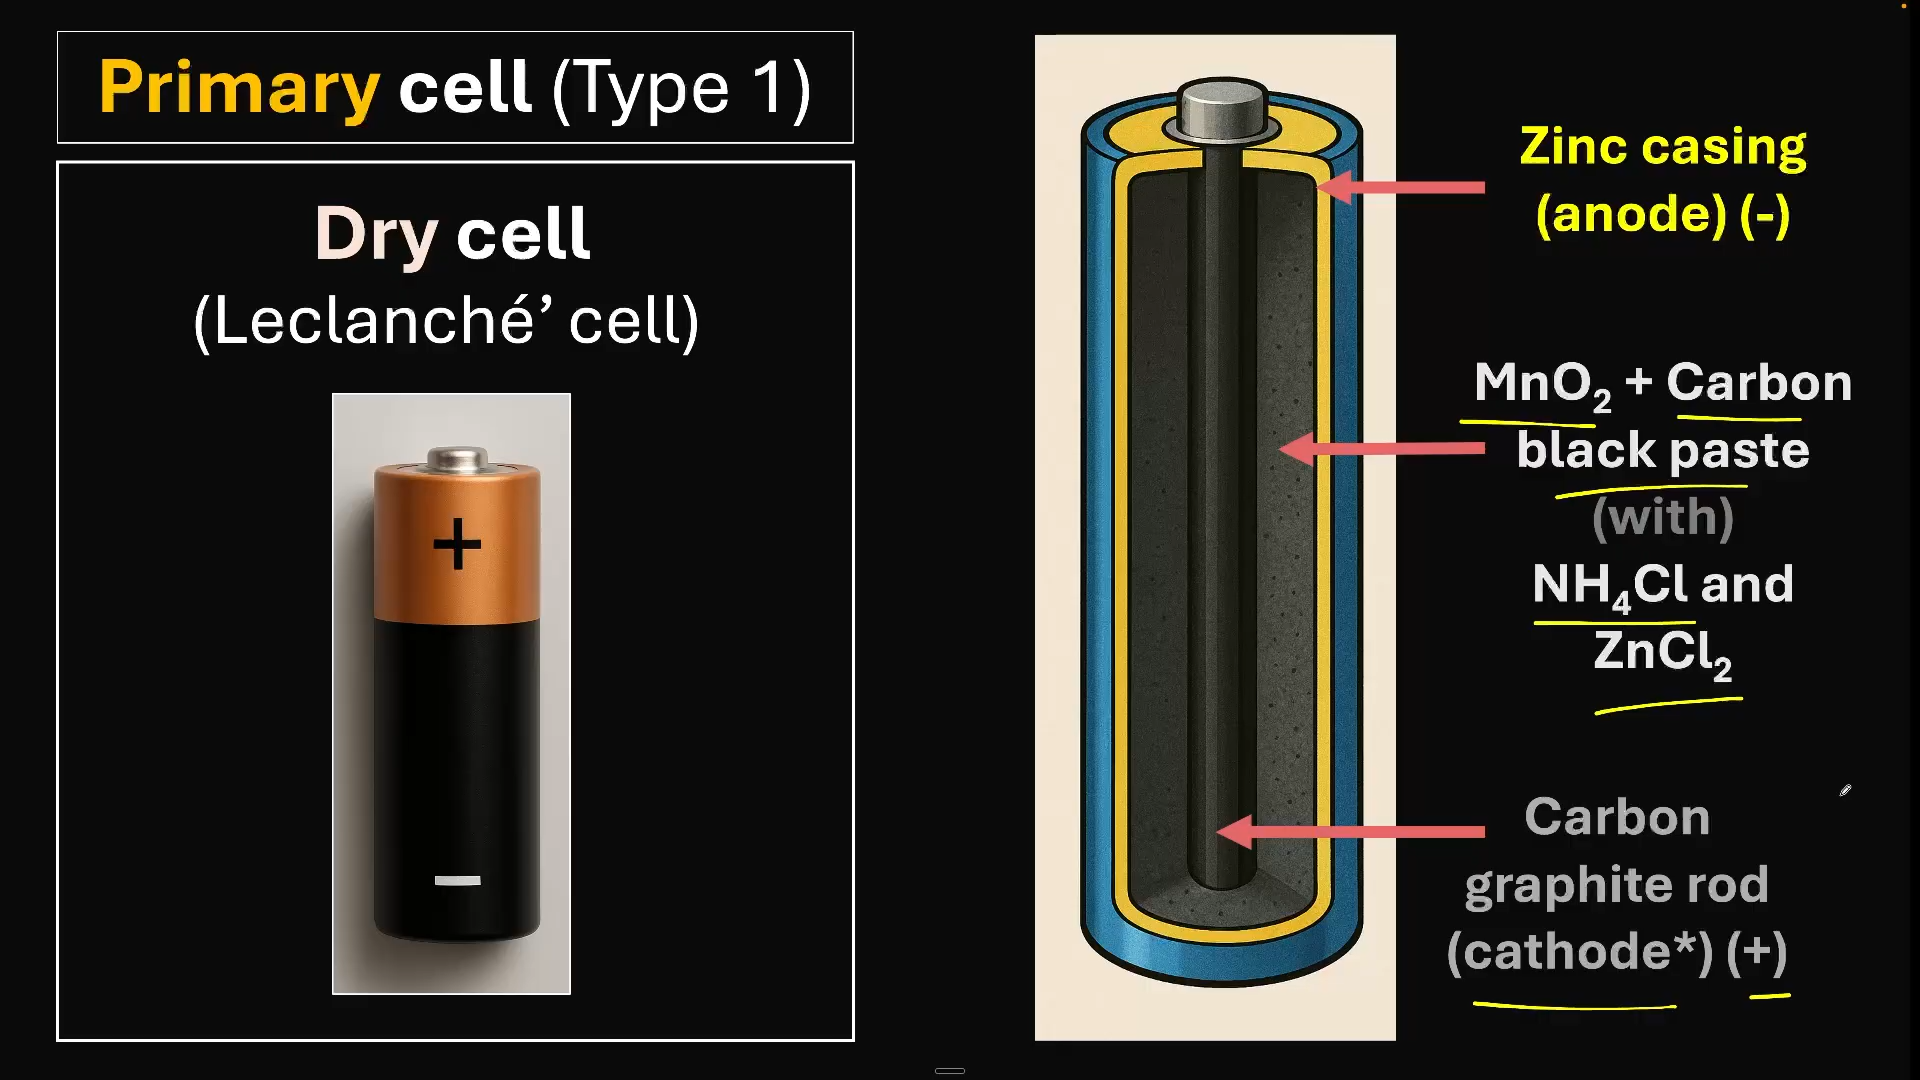 Primary cell (Type 1)
Dry cell
(Leclanché’ cell)
+
−
Zinc casing
(anode) (-)
MnO₂ + Carbon
black paste
(with)
NH₄Cl and
ZnCl₂
Carbon
graphite rod
(cathode*) (+)